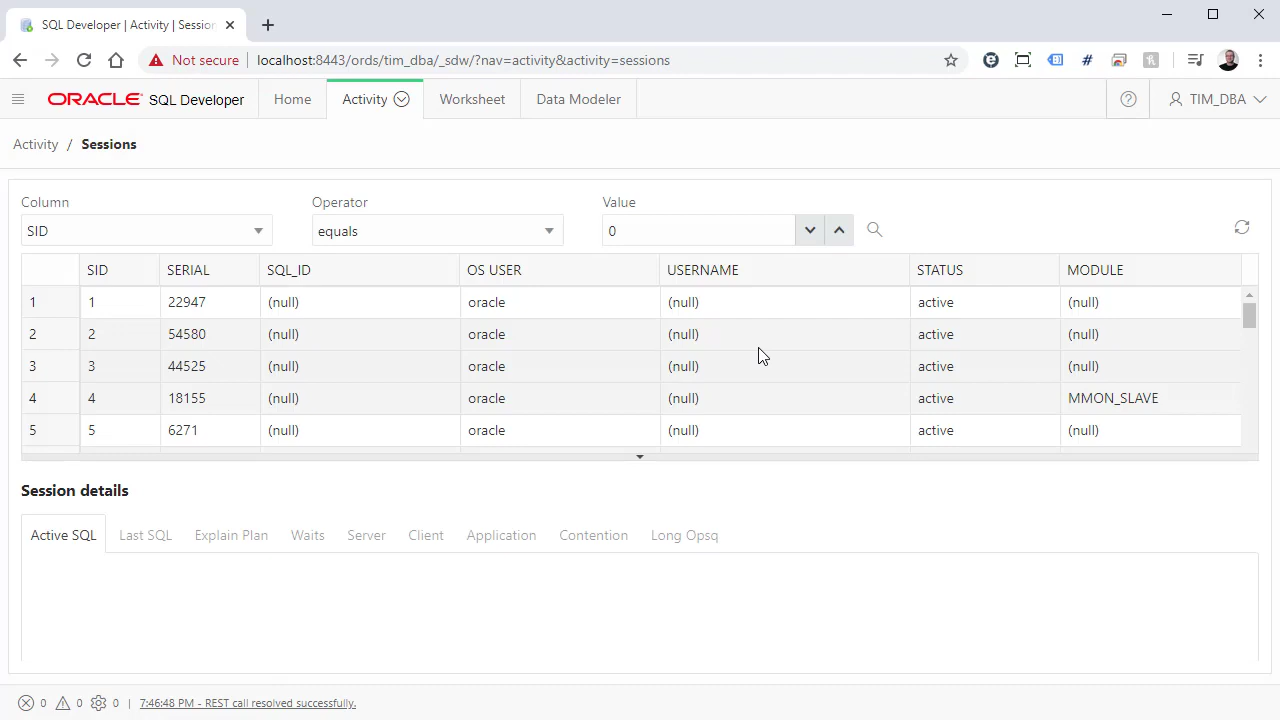 SQL Developer | Activity | Session
Not secure
localhost:8443/ords/tim_dba/_sdw/?nav=activity&activity=sessions
ORACLE SQL Developer
Home
Activity
Worksheet
Data Modeler
TIM_DBA
Activity / Sessions
Column Operator Value
SID equals 0
SID SERIAL SQL_ID OS USER USERNAME STATUS MODULE
1 1 22947 (null) oracle (null) active (null)
2 2 54580 (null) oracle (null) active (null)
3 3 44525 (null) oracle (null) active (null)
4 4 18155 (null) oracle (null) active MMON_SLAVE
5 5 6271 (null) oracle (null) active (null)
Session details
Active SQL Last SQL Explain Plan Waits Server Client Application Contention Long Opsq
0 0 0 | 7:46:48 PM - REST call resolved successfully.